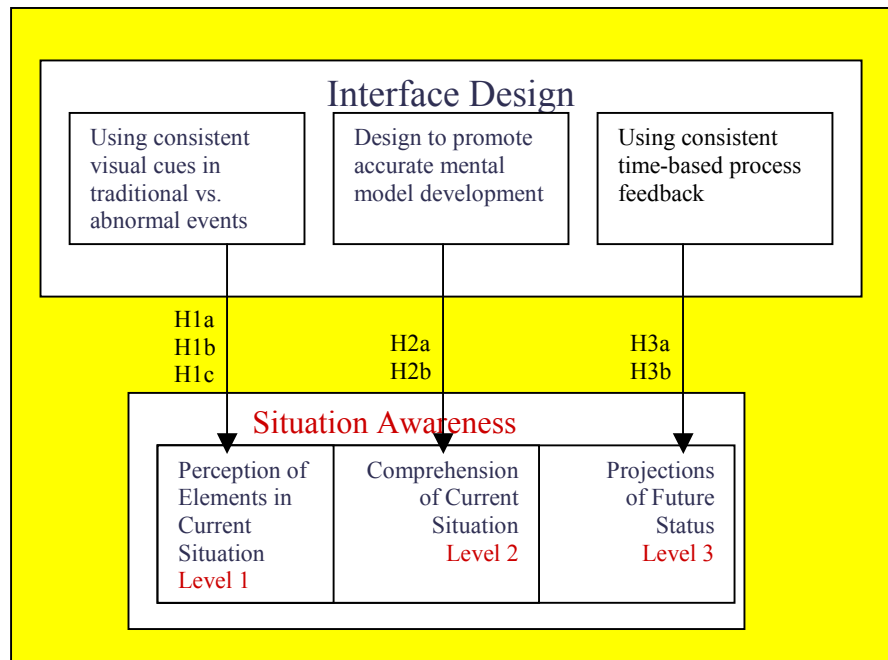 Interface Design
Using consistent
visual cues in
traditional vs.
abnormal events
Design to promote
accurate mental
model development
Using consistent
time-based process
feedback
H1a
H1b
H1c
H2a
H2b
H3a
H3b
Situation Awareness
Perception of
Elements in
Current
Situation
Level 1
Comprehension
of Current
Situation
Level 2
Projections
of Future
Status
Level 3